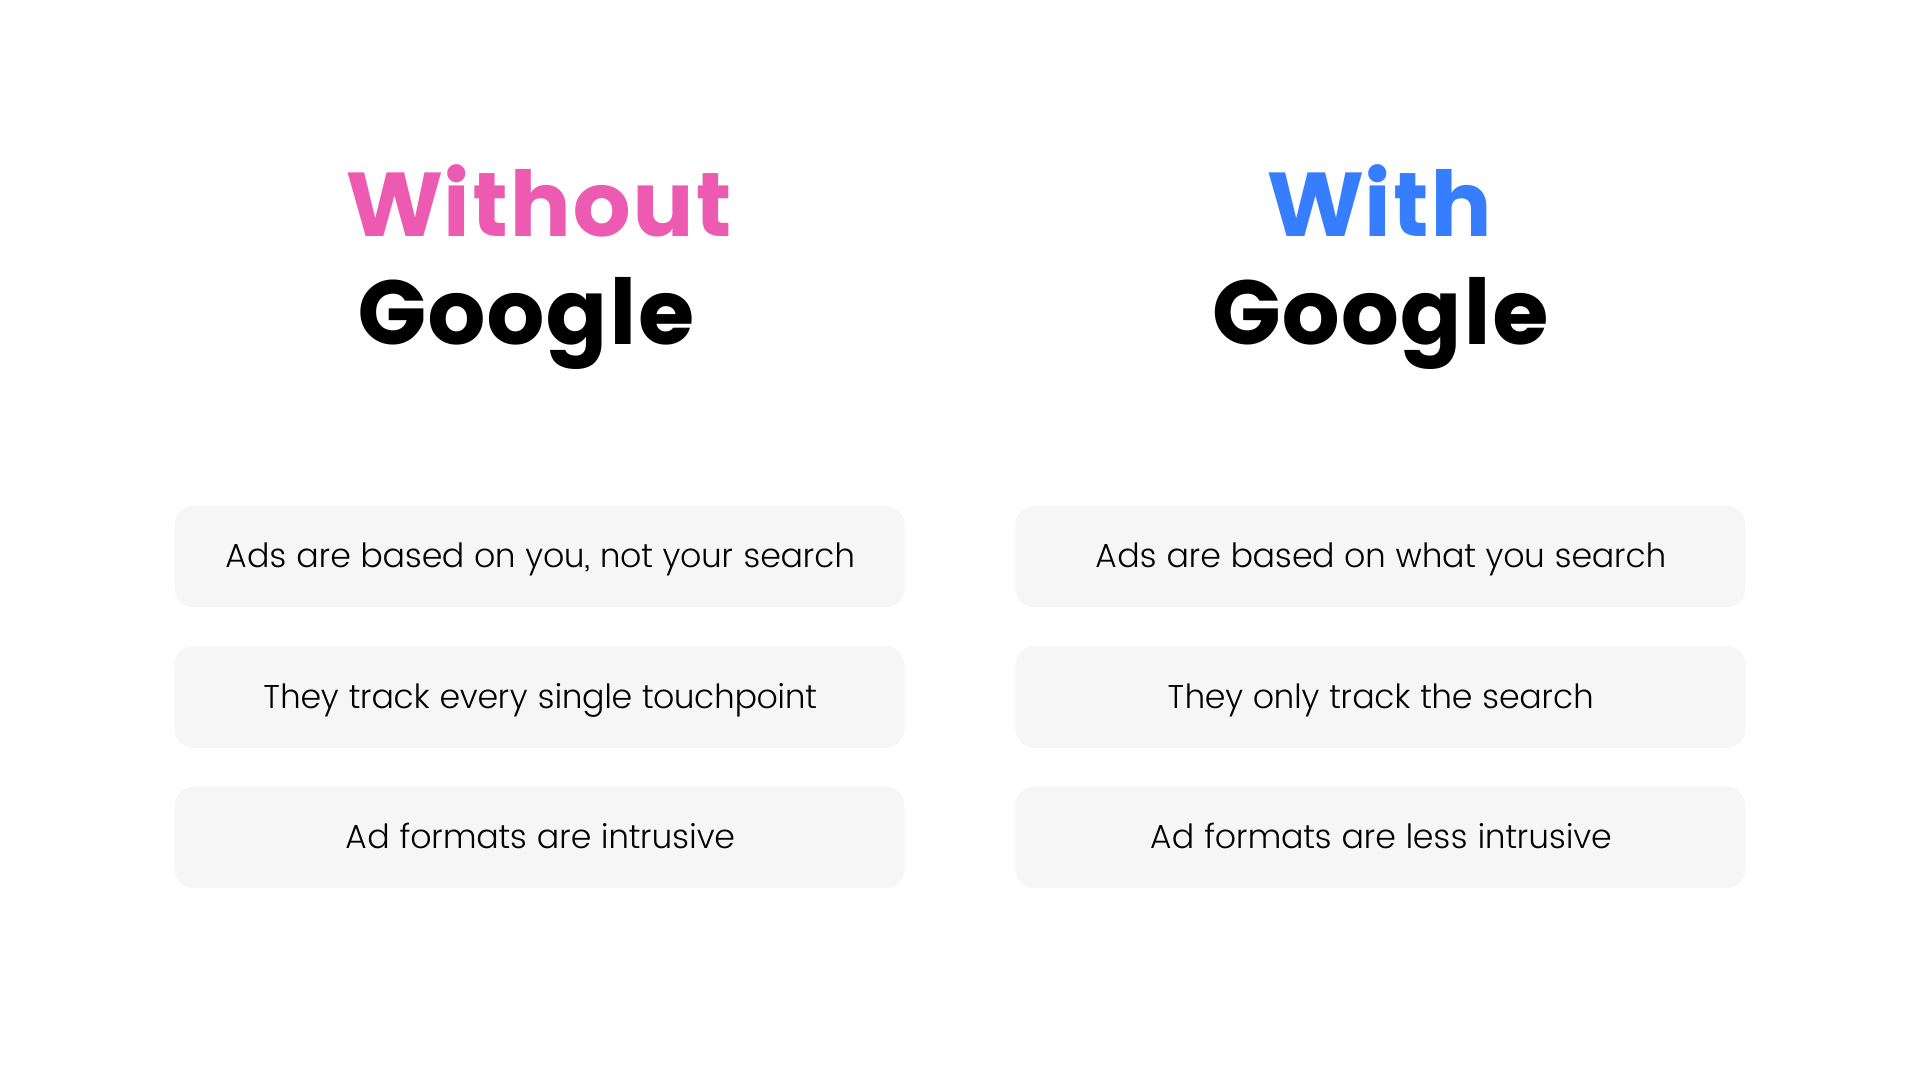 Without
Google
Ads are based on you, not your search
They track every single touchpoint
Ad formats are intrusive
With
Google
Ads are based on what you search
They only track the search
Ad formats are less intrusive